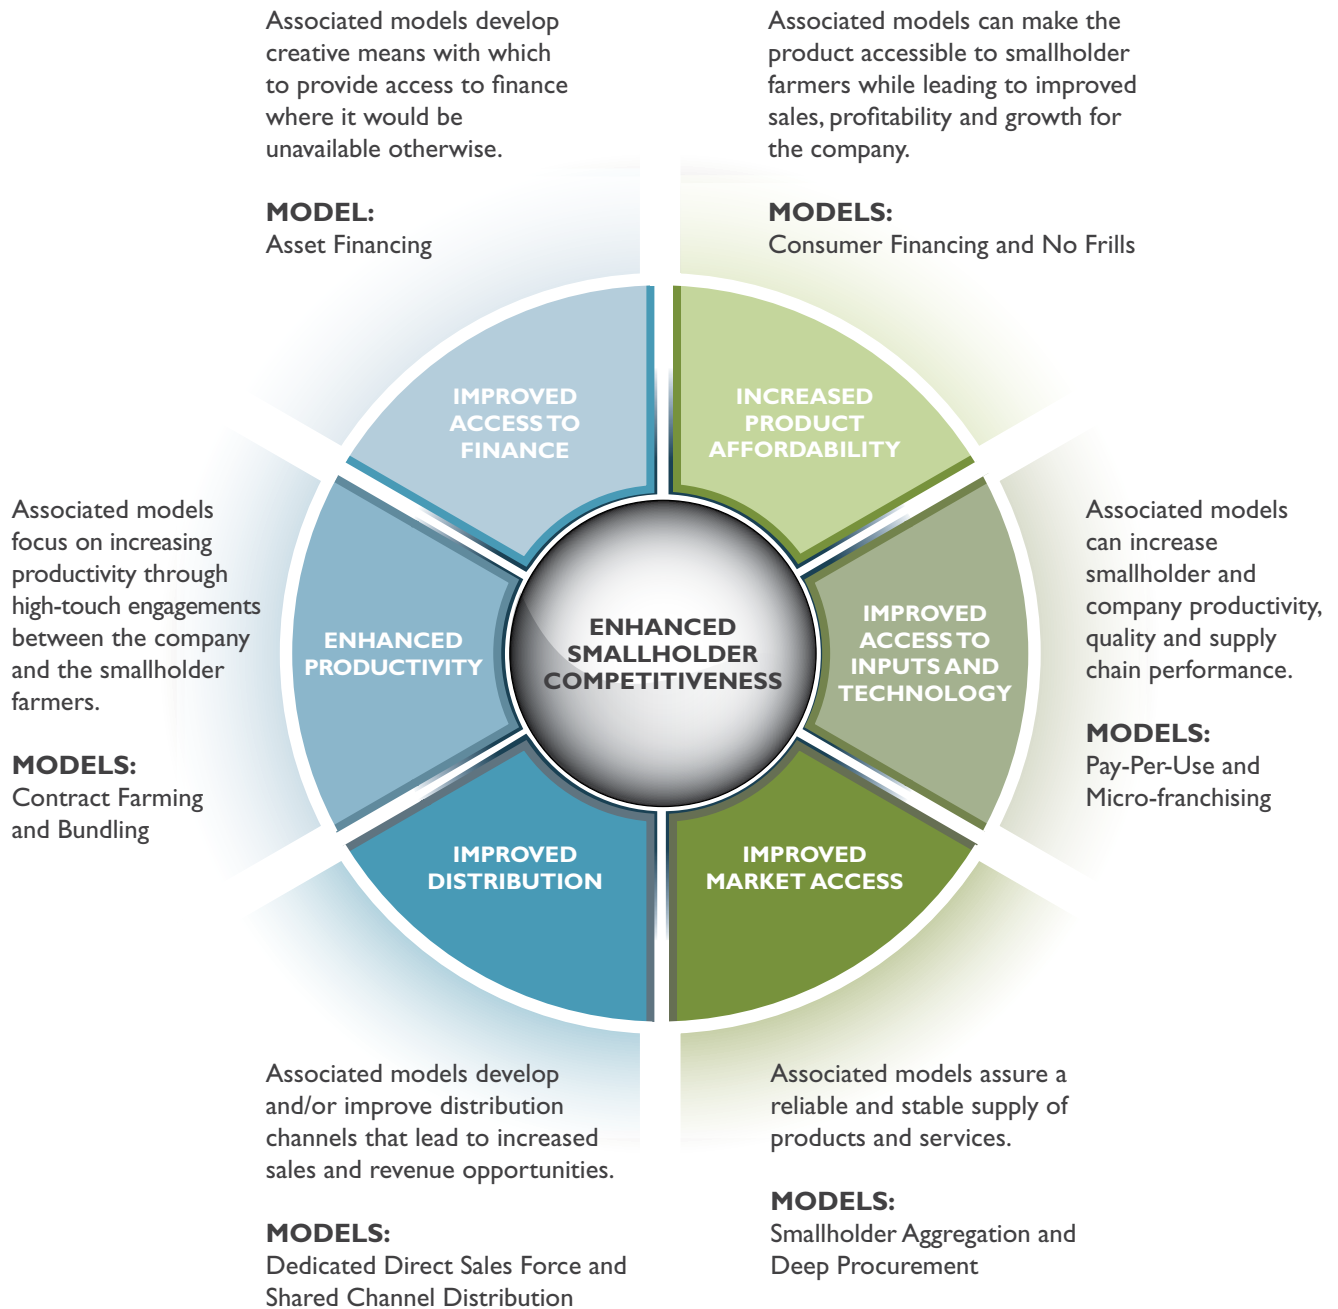 Associated models develop
creative means with which
to provide access to finance
where it would be
unavailable otherwise.
MODEL:
Asset Financing
Associated models can make the
product accessible to smallholder
farmers while leading to improved
sales, profitability and growth for
the company.
MODELS:
Consumer Financing and No Frills
IMPROVED
ACCESS TO
FINANCE
INCREASED
PRODUCT
AFFORDABILITY
Associated models
focus on increasing
productivity through
high-touch engagements
between the company
and the smallholder
farmers.
MODELS:
Contract Farming
and Bundling
ENHANCED
PRODUCTIVITY
ENHANCED
SMALLHOLDER
COMPETITIVENESS
IMPROVED
ACCESS TO
INPUTS AND
TECHNOLOGY
Associated models
can increase
smallholder and
company productivity,
quality and supply
chain performance.
MODELS:
Pay-Per-Use and
Micro-franchising
IMPROVED
DISTRIBUTION
IMPROVED
MARKET ACCESS
Associated models develop
and/or improve distribution
channels that lead to increased
sales and revenue opportunities.
MODELS:
Dedicated Direct Sales Force and
Shared Channel Distribution
Associated models assure a
reliable and stable supply of
products and services.
MODELS:
Smallholder Aggregation and
Deep Procurement